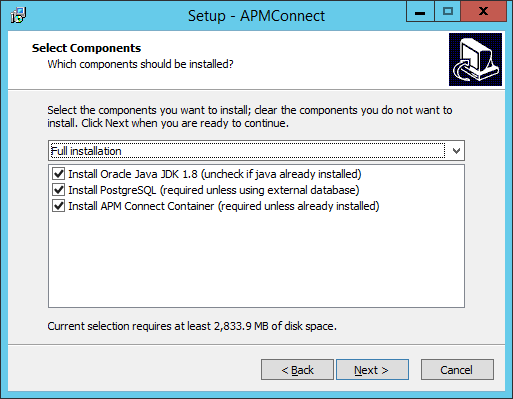 Setup - APMConnect
Select Components
Which components should be installed?
Select the components you want to install; clear the components you do not want to
install. Click Next when you are ready to continue.
Full installation
Install Oracle Java JDK 1.8 (uncheck if java already installed)
Install PostgreSQL (required unless using external database)
Install APM Connect Container (required unless already installed)
Current selection requires at least 2,833.9 MB of disk space.
< Back Next > Cancel